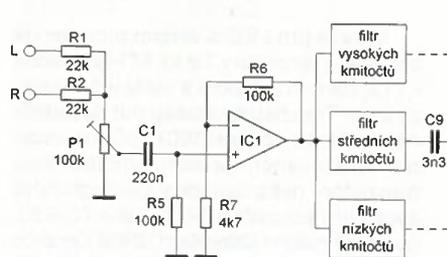 L
R1
22k
R
R2
22k
P1
100k
C1
220n
R5
100k
R7
4k7
R6
100k
IC1
−
+
filtr
vysokých
kmitočtů
filtr
středních
kmitočtů
C9
3n3
filtr
nízkých
kmitočtů